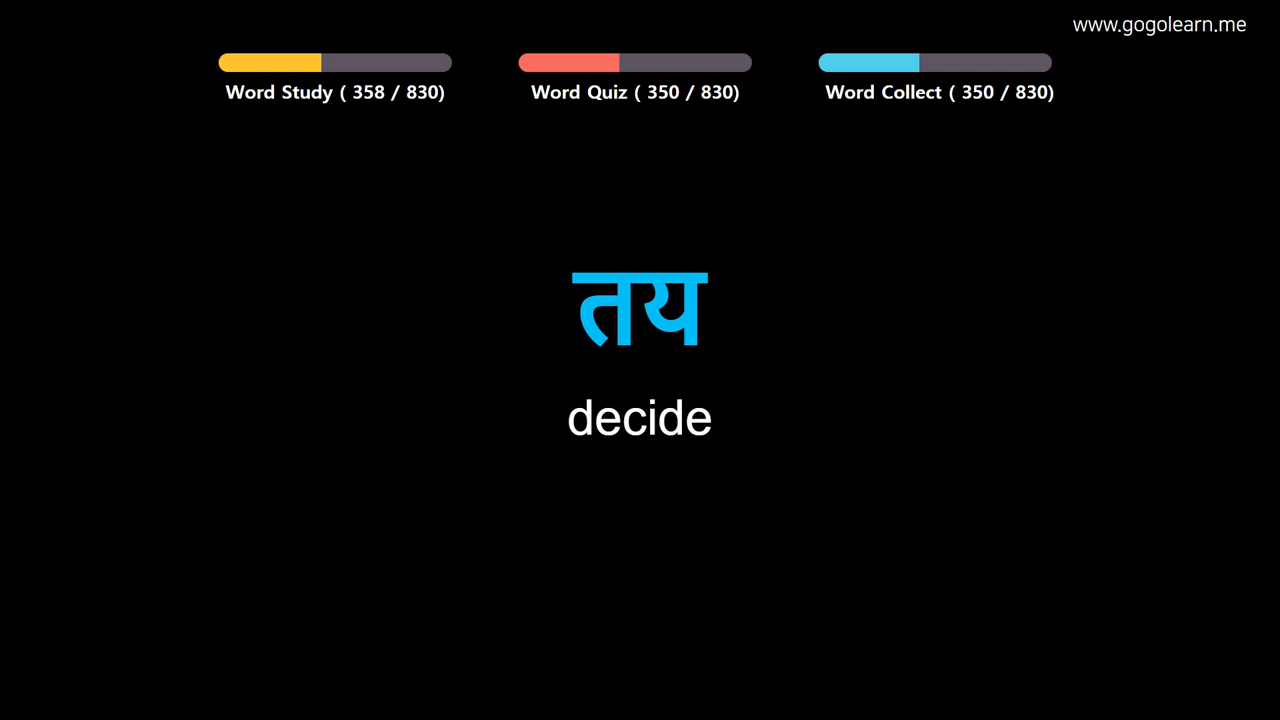 www.gogolearn.me
Word Study ( 358 / 830)
Word Quiz ( 350 / 830)
Word Collect ( 350 / 830)
तय
decide